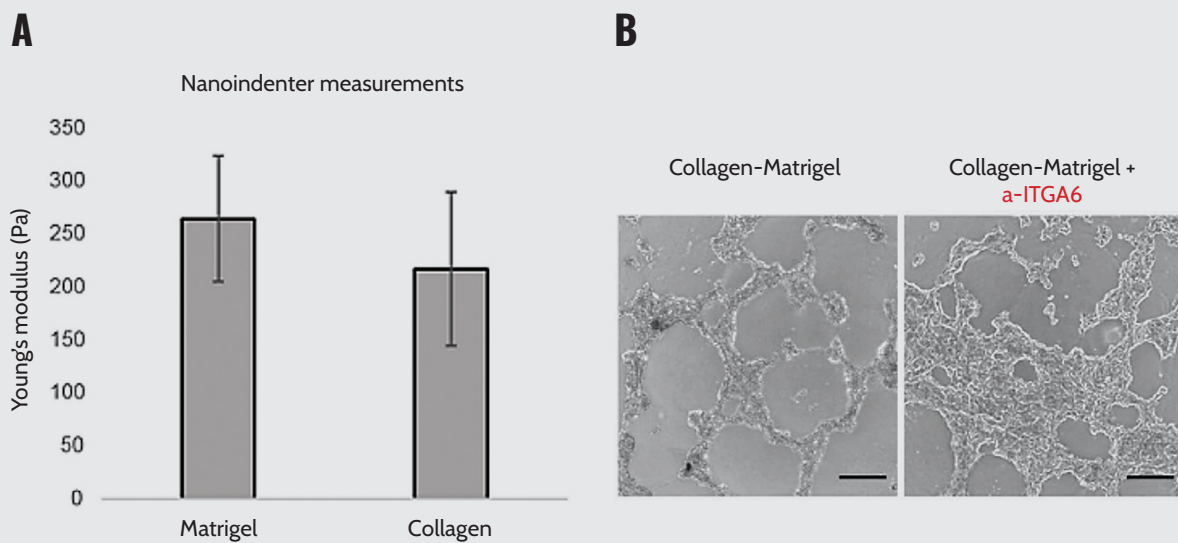 A
Nanoindenter measurements
Young's modulus (Pa)
350
300
250
200
150
100
50
0
Matrigel
Collagen
B
Collagen-Matrigel
Collagen-Matrigel +
a-ITGA6